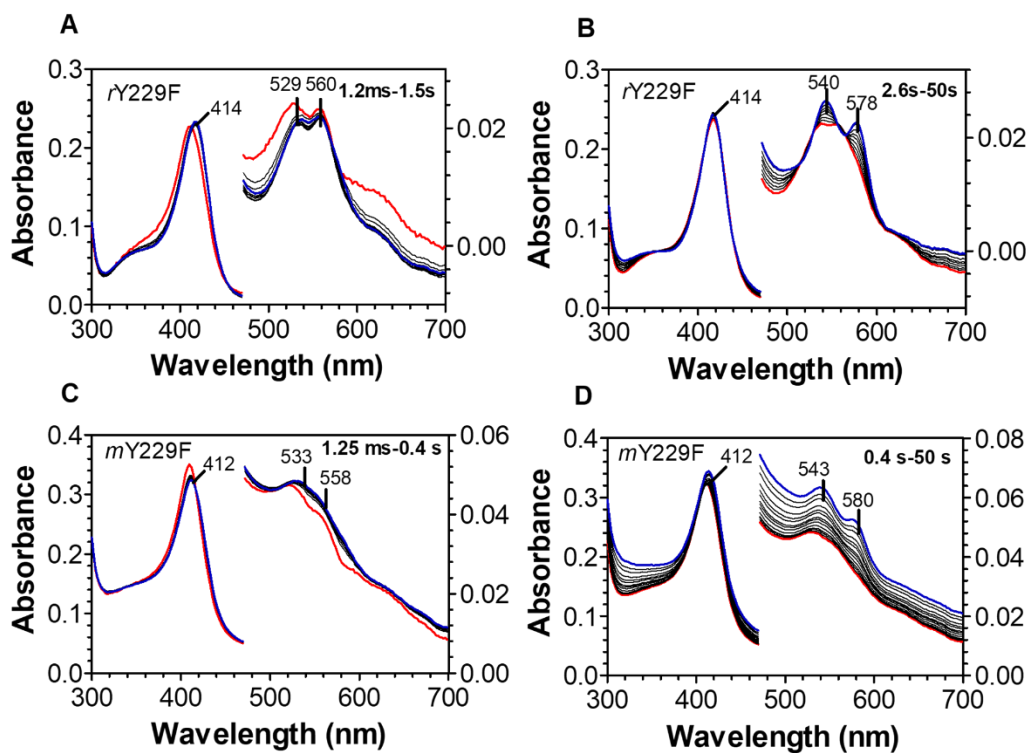 A
B
rY229F
414
529 560
1.2ms-1.5s
Absorbance
0.3
0.2
0.1
0.0
0.02
0.00
300 400 500 600 700
Wavelength (nm)
rY229F
414
540
578
2.6s-50s
Absorbance
0.3
0.2
0.1
0.0
0.02
0.00
300 400 500 600 700
Wavelength (nm)
C
D
mY229F
412
533
558
1.25 ms-0.4 s
Absorbance
0.4
0.3
0.2
0.1
0.0
0.06
0.04
0.02
0.00
300 400 500 600 700
Wavelength (nm)
mY229F
412
543
580
0.4 s-50 s
Absorbance
0.4
0.3
0.2
0.1
0.0
0.08
0.06
0.04
0.02
0.00
300 400 500 600 700
Wavelength (nm)